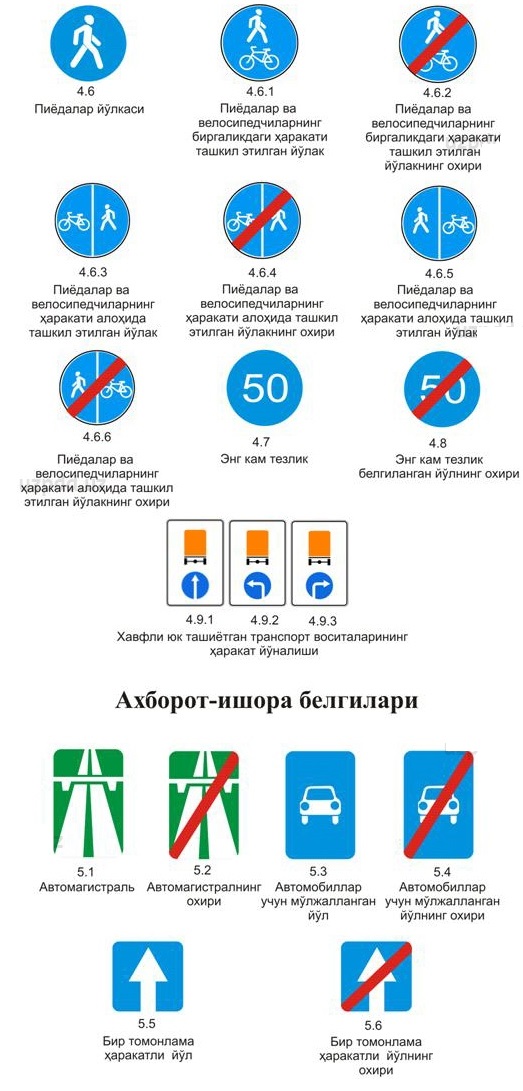 4.6
Пиёдалар йўлкаси
4.6.1
Пиёдалар ва
велосипедчиларнинг
биргаликдаги ҳаракати
ташкил этилган йўлак
4.6.2
Пиёдалар ва
велосипедчиларнинг
биргаликдаги ҳаракати
ташкил этилган
йўлакнинг охири
4.6.3
Пиёдалар ва
велосипедчиларнинг
ҳаракати алоҳида
ташкил этилган йўлак
4.6.4
Пиёдалар ва
велосипедчиларнинг
ҳаракати алоҳида ташкил
этилган йўлакнинг охири
4.6.5
Пиёдалар ва
велосипедчиларнинг
ҳаракати алоҳида ташкил
этилган йўлак
4.6.6
Пиёдалар ва
велосипедчиларнинг
ҳаракати алоҳида ташкил
этилган йўлакнинг охири
50
4.7
Энг кам тезлик
50
4.8
Энг кам тезлик
белгиланган йўлнинг охири
4.9.1 4.9.2 4.9.3
Хавфли юк ташиётган транспорт воситаларининг
ҳаракат йўналиши
Ахборот-ишора белгилари
5.1
Автомагистраль
5.2
Автомагистралнинг
охири
5.3
Автомобиллар
учун мўлжалланган
йўл
5.4
Автомобиллар
учун мўлжалланган
йўлнинг охири
5.5
Бир томонлама
ҳаракатли йўл
5.6
Бир томонлама
ҳаракатли йўлнинг
охири